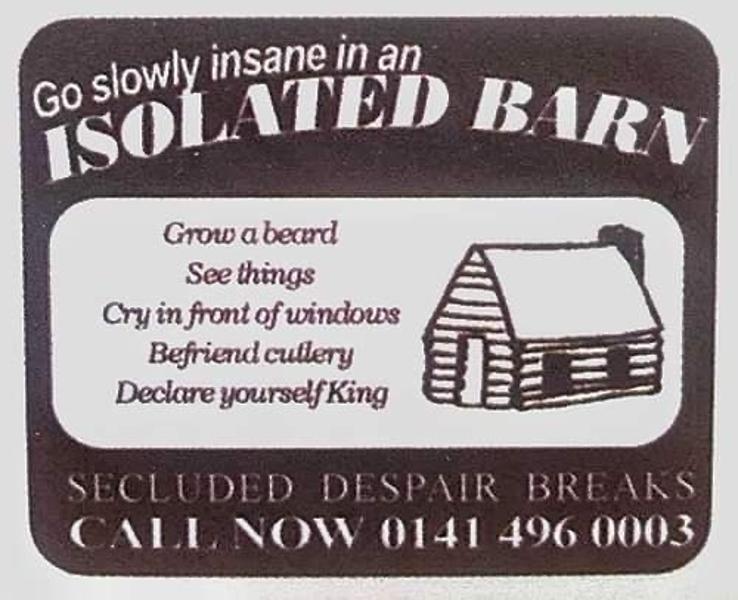 Go slowly insane in an
ISOLATED BARN
Grow a beard
See things
Cry in front of windows
Befriend cutlery
Declare yourself King
SECLUDED DESPAIR BREAKS
CALL NOW 0141 496 0003